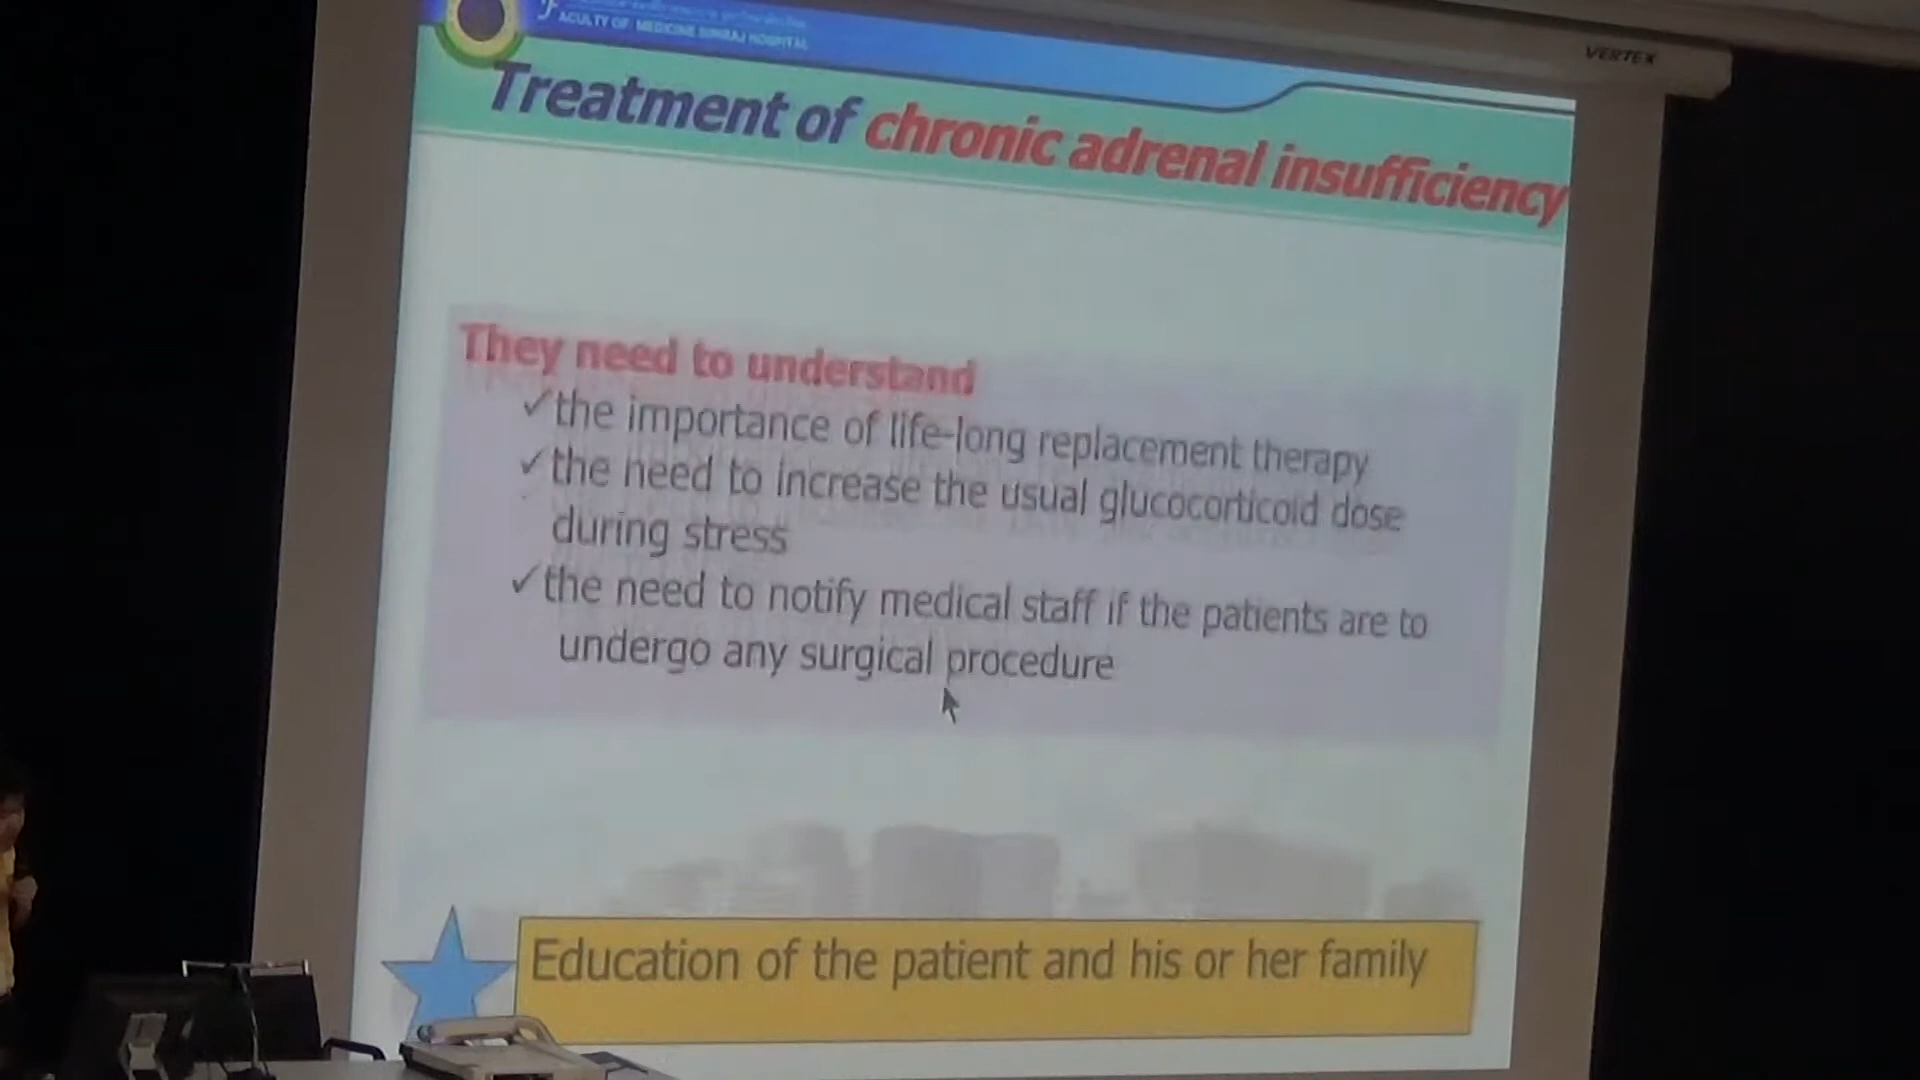 FACULTY OF MEDICINE SIRIRAJ HOSPITAL
VERTEX
Treatment of chronic adrenal insufficiency
They need to understand
✓the importance of life-long replacement therapy
✓the need to increase the usual glucocorticoid dose
during stress
✓the need to notify medical staff if the patients are to
undergo any surgical procedure
Education of the patient and his or her family